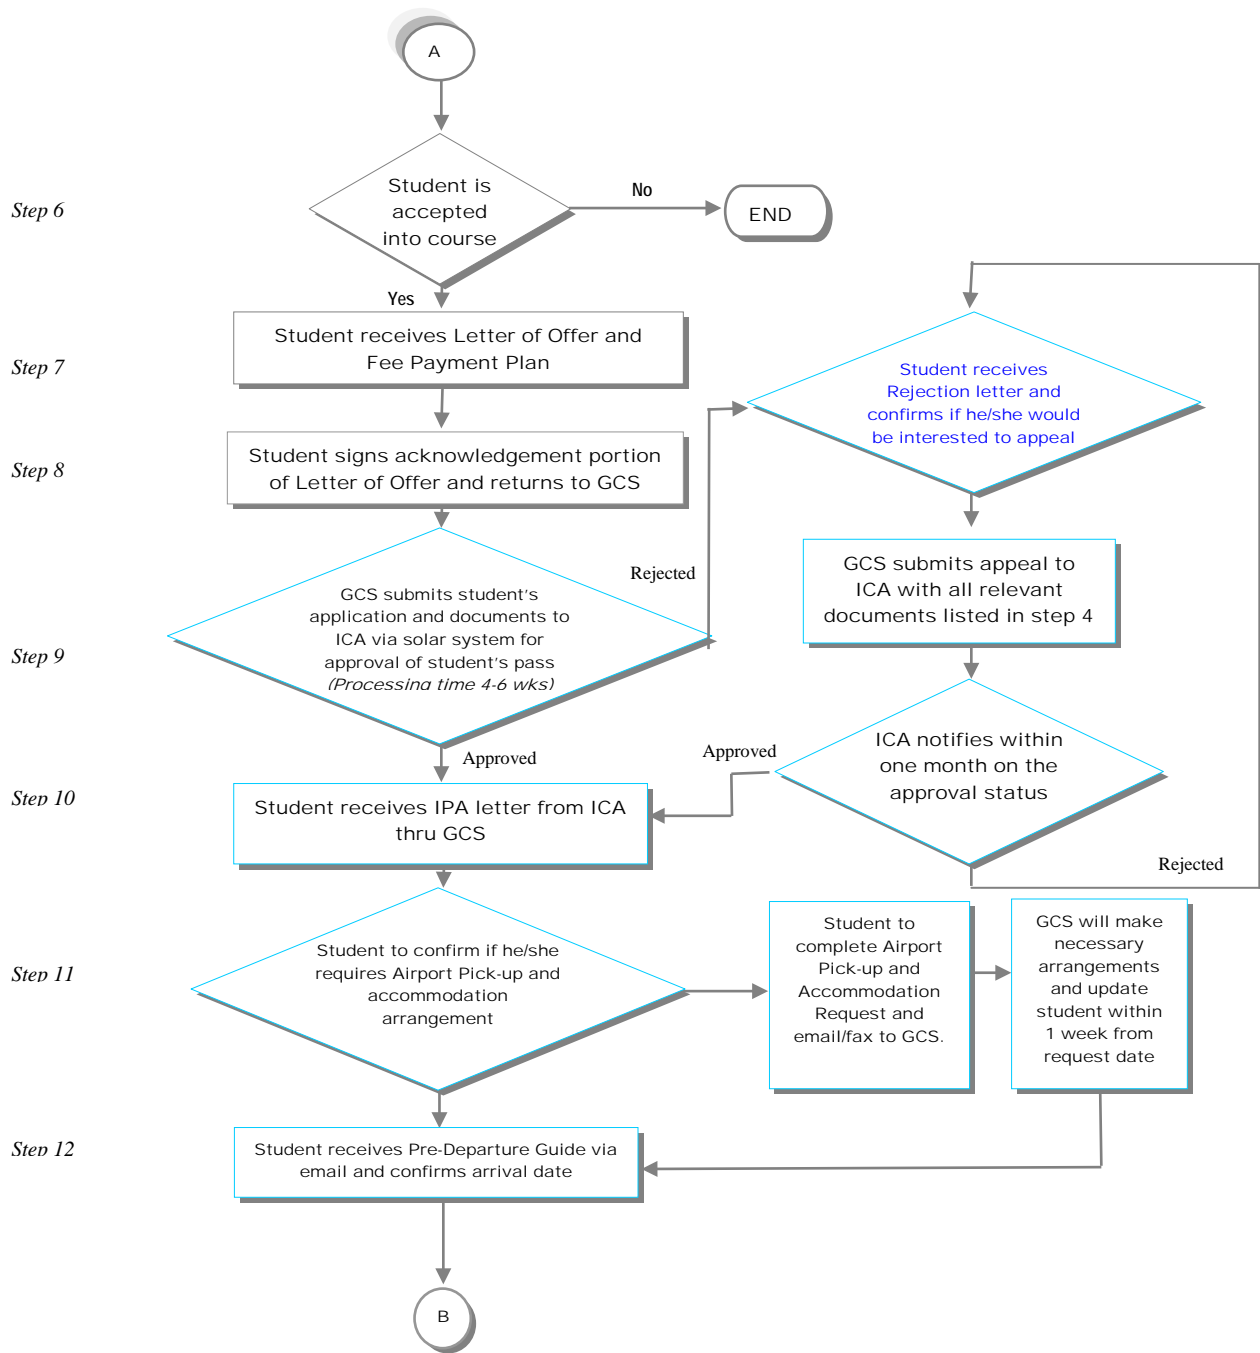 A
Step 6
Student is
accepted
into course
No
END
Yes
Step 7
Student receives Letter of Offer and
Fee Payment Plan
Student receives
Rejection letter and
confirms if he/she would
be interested to appeal
Step 8
Student signs acknowledgement portion
of Letter of Offer and returns to GCS
Rejected
GCS submits appeal to
ICA with all relevant
documents listed in step 4
Step 9
GCS submits student's
application and documents to
ICA via solar system for
approval of student's pass
(Processing time 4-6 wks)
Approved
Approved
ICA notifies within
one month on the
approval status
Rejected
Step 10
Student receives IPA letter from ICA
thru GCS
Step 11
Student to confirm if he/she
requires Airport Pick-up and
accommodation
arrangement
Student to
complete Airport
Pick-up and
Accommodation
Request and
email/fax to GCS.
GCS will make
necessary
arrangements
and update
student within
1 week from
request date
Step 12
Student receives Pre-Departure Guide via
email and confirms arrival date
B